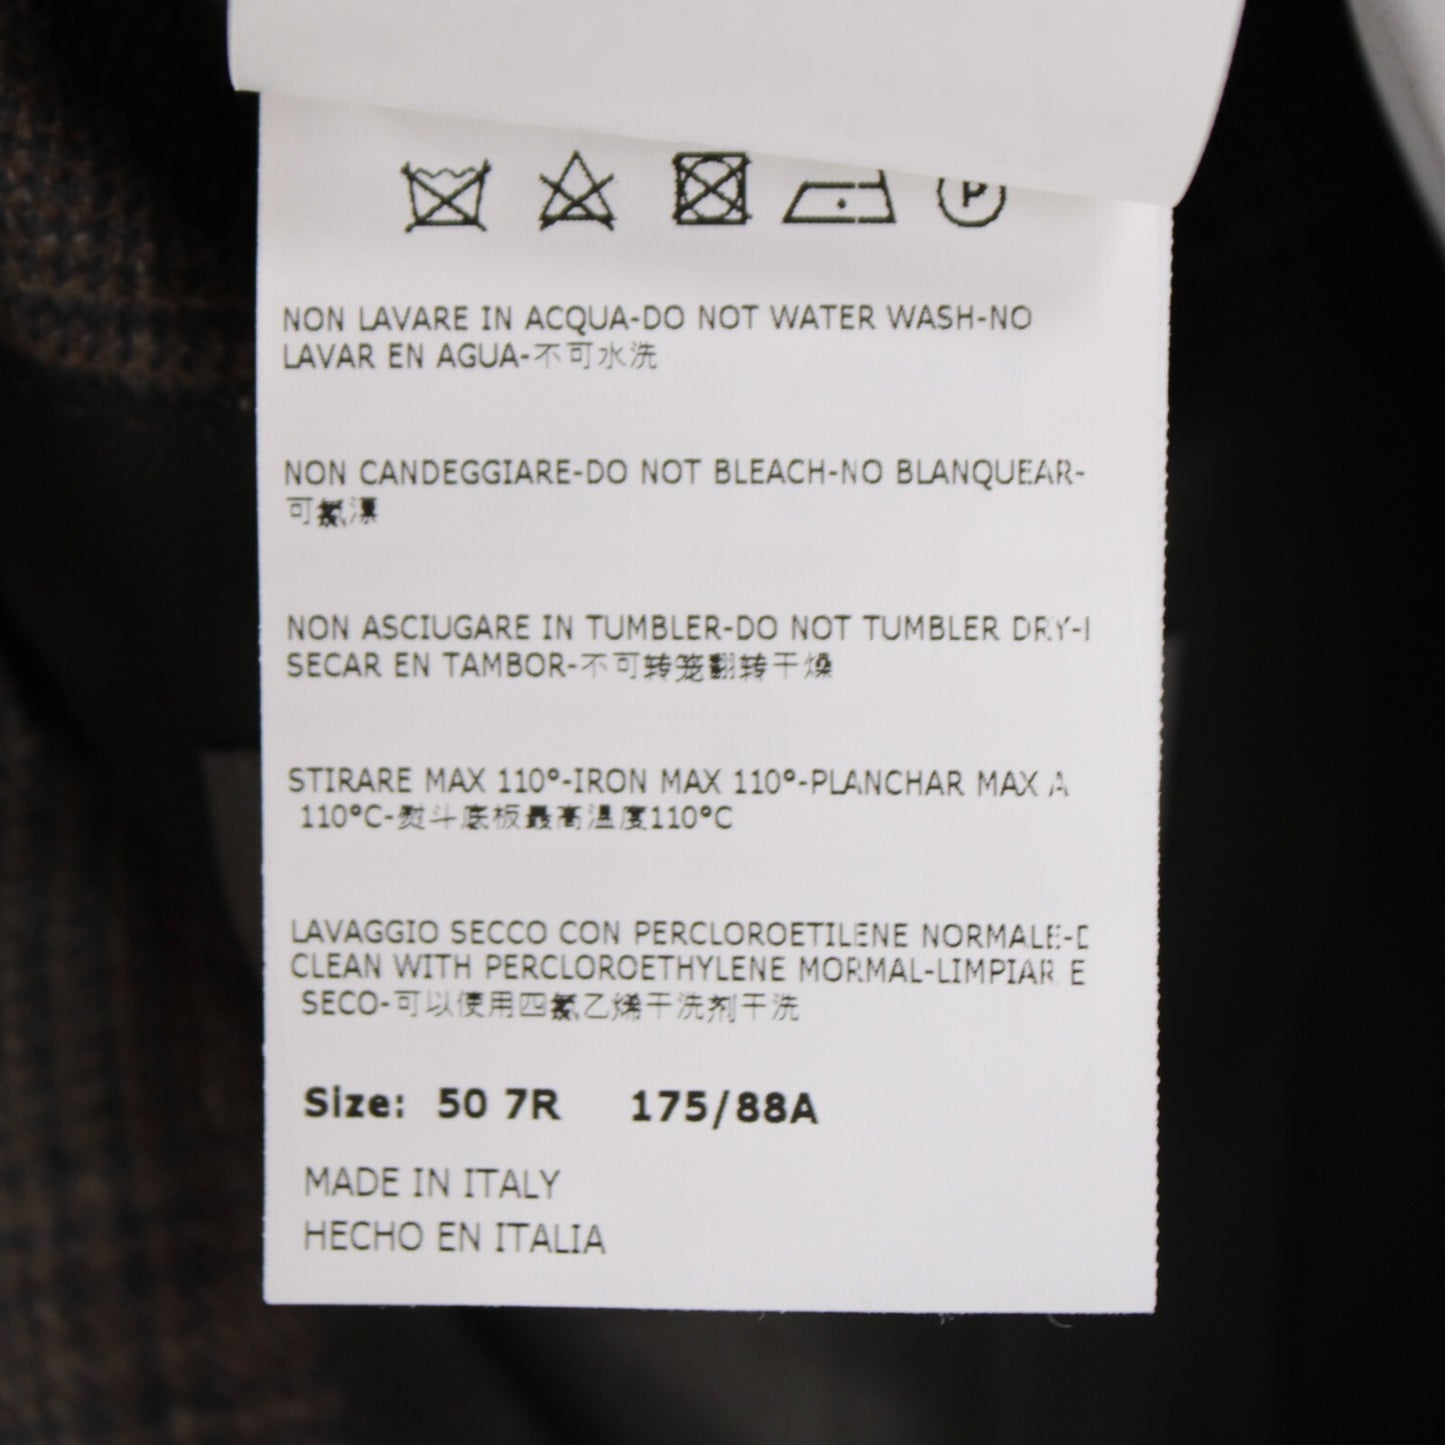 P
NON LAVARE IN ACQUA-DO NOT WATER WASH-NO
LAVAR EN AGUA-不可水洗
NON CANDEGGIARE-DO NOT BLEACH-NO BLANQUEAR-
可氯漂
NON ASCIUGARE IN TUMBLER-DO NOT TUMBLER DRY-
SECAR EN TAMBOR-不可转笼翻转干燥
STIRARE MAX 110°-IRON MAX 110°-PLANCHAR MAX A
110°C-熨斗底板最高温度110°C
LAVAGGIO SECCO CON PERCLOROETILENE NORMALE-
CLEAN WITH PERCLOROETHYLENE MORMAL-LIMPIAR E
SECO-可以使用四氯乙烯干洗剂干洗
Size: 50 7R 175/88A
MADE IN ITALY
HECHO EN ITALIA